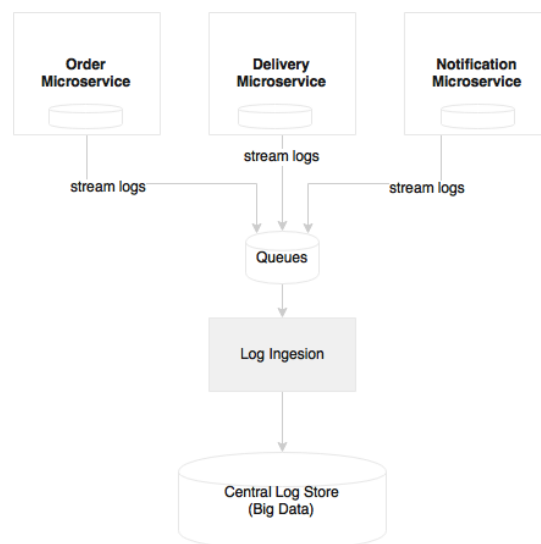 Order
Microservice
Delivery
Microservice
Notification
Microservice
stream logs
stream logs
stream logs
Queues
Log Ingesion
Central Log Store
(Big Data)